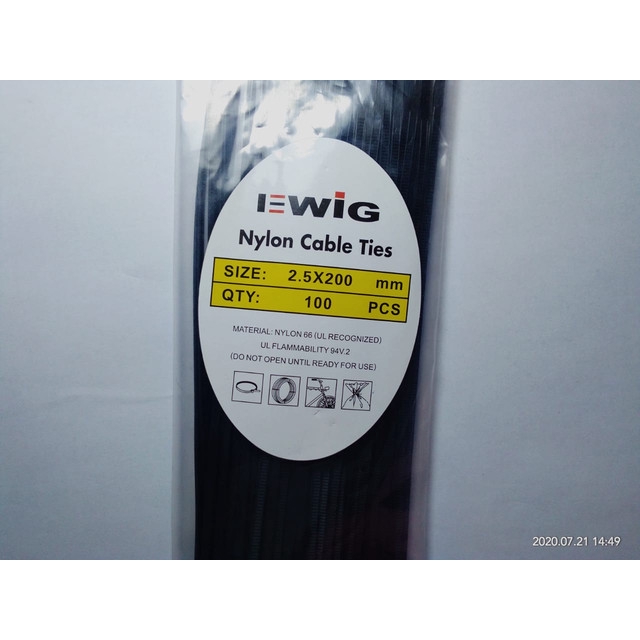 EWiG
Nylon Cable Ties
SIZE: 2.5X200 mm
QTY: 100 PCS
MATERIAL: NYLON 66 (UL RECOGNIZED)
UL FLAMMABILITY 94V.2
(DO NOT OPEN UNTIL READY FOR USE)
2020.07.21 14:49